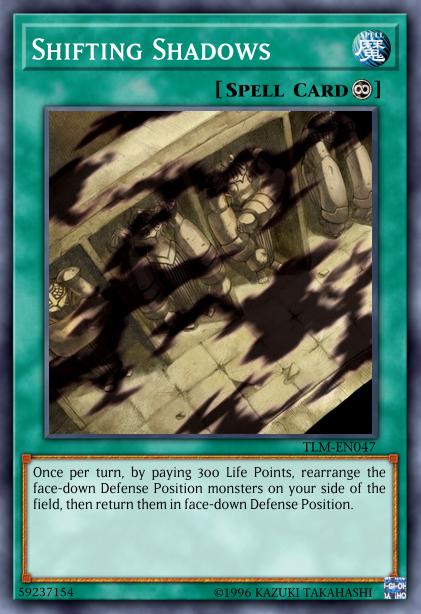 Shifting Shadows
SPELL
魔
[Spell Card]
TLM-EN047
Once per turn, by paying 300 Life Points, rearrange the
face-down Defense Position monsters on your side of the
field, then return them in face-down Defense Position.
59237154
©1996 KAZUKI TAKAHASHI